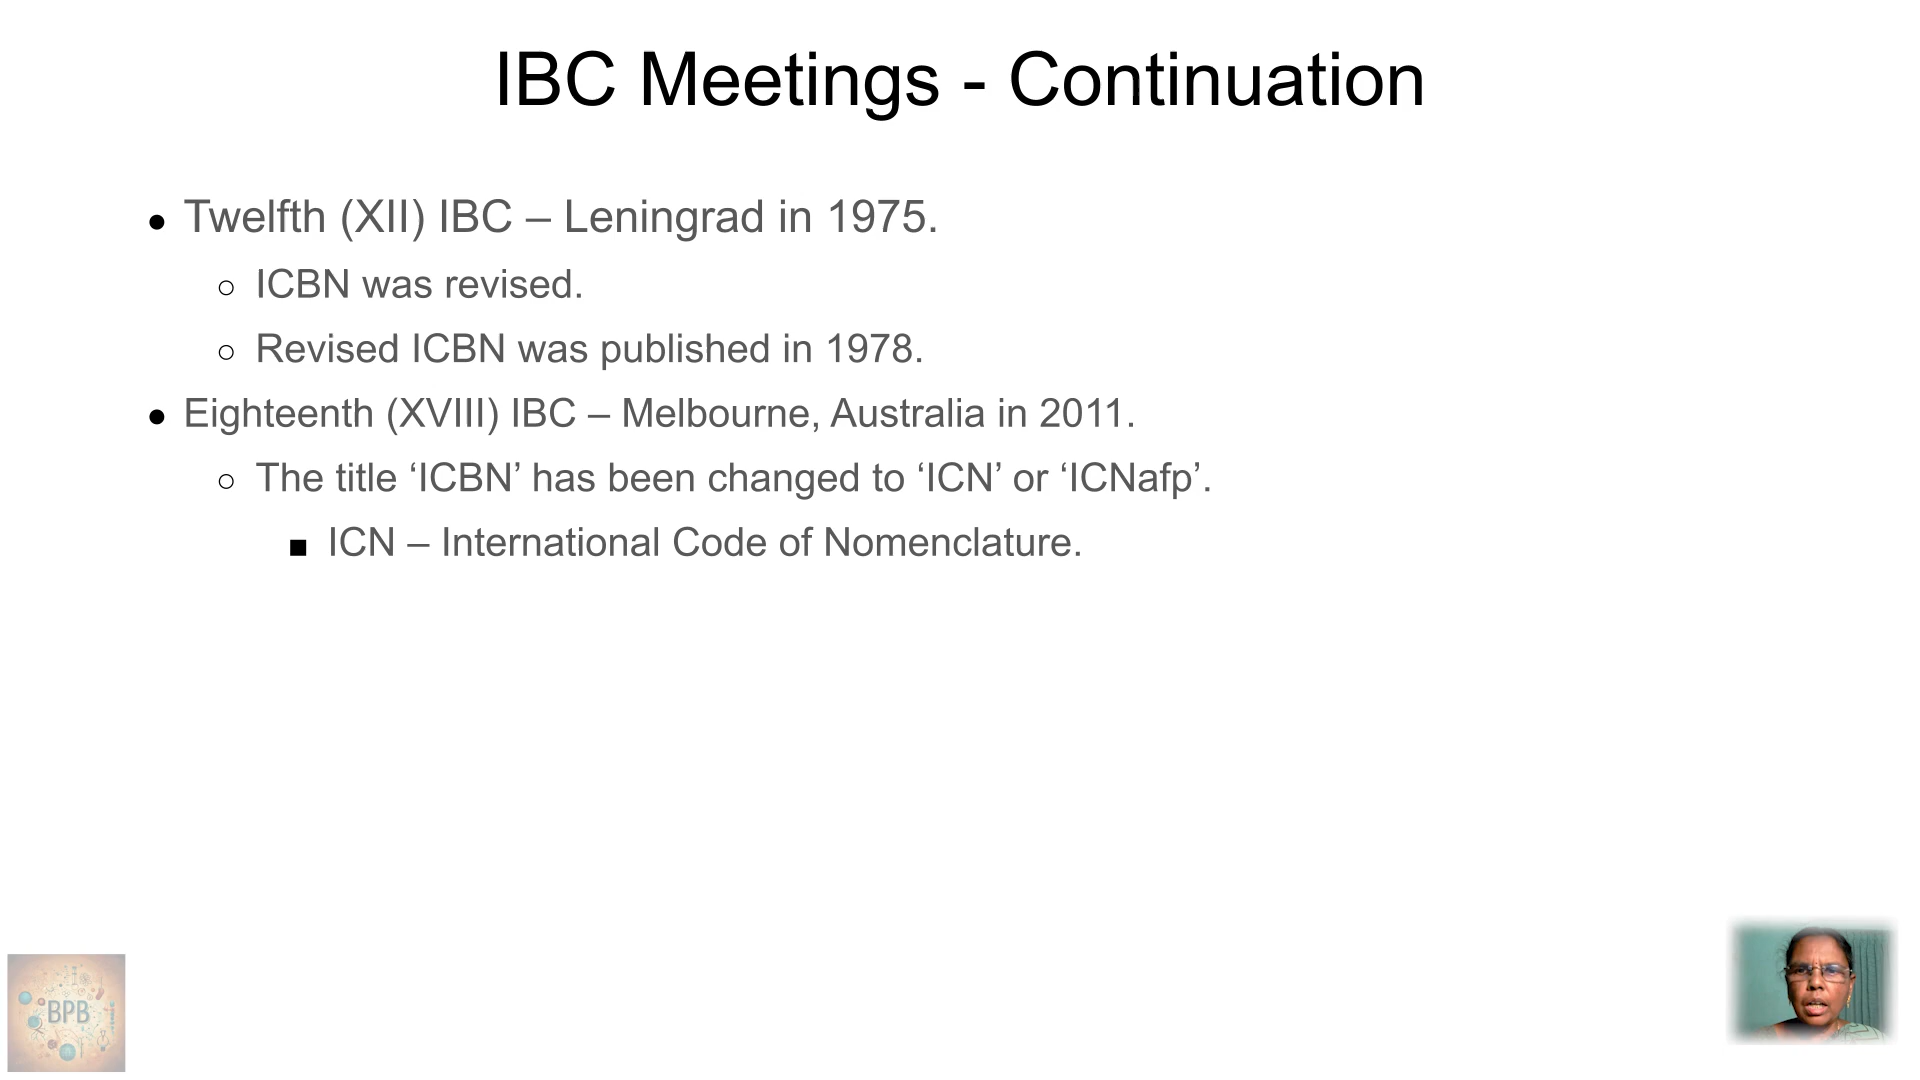 IBC Meetings - Continuation
● Twelfth (XII) IBC – Leningrad in 1975.
○ ICBN was revised.
○ Revised ICBN was published in 1978.
● Eighteenth (XVIII) IBC – Melbourne, Australia in 2011.
○ The title ‘ICBN’ has been changed to ‘ICN’ or ‘ICNafp’.
■ ICN – International Code of Nomenclature.
BPB